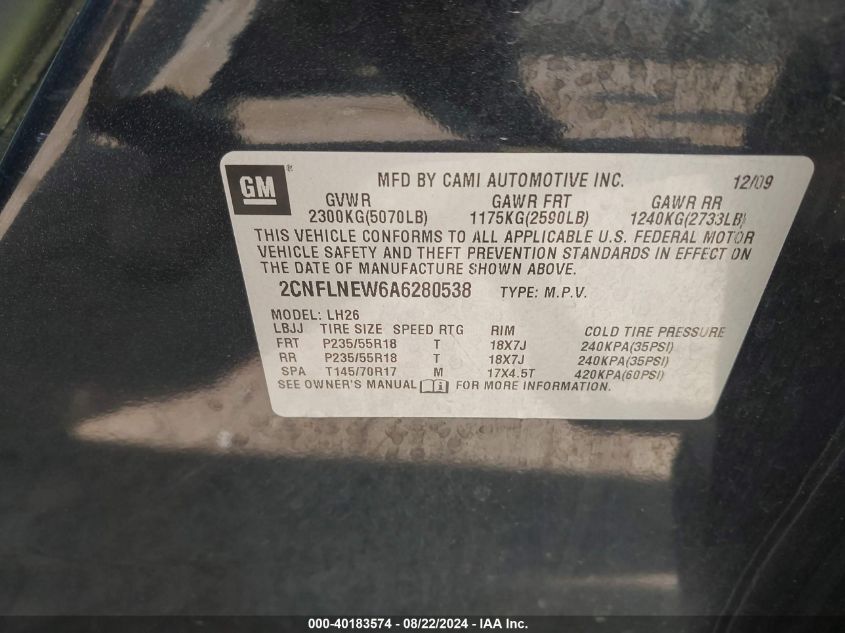 GM ® MFD BY CAMI AUTOMOTIVE INC. 12/09
GVWR GAWR FRT GAWR RR
2300KG(5070LB) 1175KG(2590LB) 1240KG(2733LB)
THIS VEHICLE CONFORMS TO ALL APPLICABLE U.S. FEDERAL MOTOR
VEHICLE SAFETY AND THEFT PREVENTION STANDARDS IN EFFECT ON
THE DATE OF MANUFACTURE SHOWN ABOVE.
2CNFLNEW6A6280538 TYPE: M.P.V.
MODEL: LH26
LBJJ TIRE SIZE SPEED RTG RIM COLD TIRE PRESSURE
FRT P235/55R18 T 18X7J 240KPA(35PSI)
RR P235/55R18 T 18X7J 240KPA(35PSI)
SPA T145/70R17 M 17X4.5T 420KPA(60PSI)
SEE OWNER'S MANUAL FOR MORE INFORMATION.
000-40183574 - 08/22/2024 - IAA Inc.